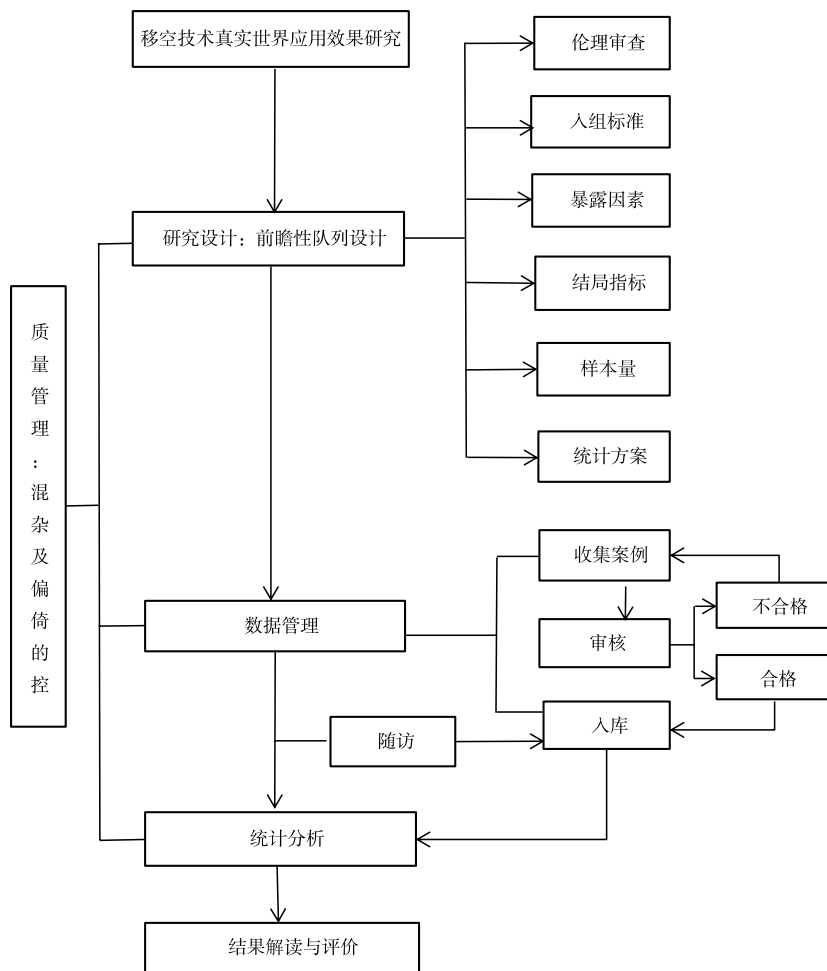 移空技术真实世界应用效果研究
伦理审查
入组标准
暴露因素
研究设计：前瞻性队列设计
结局指标
样本量
统计方案
质量管理：混杂及偏倚的控
收集案例
不合格
数据管理
审核
合格
随访
入库
统计分析
结果解读与评价